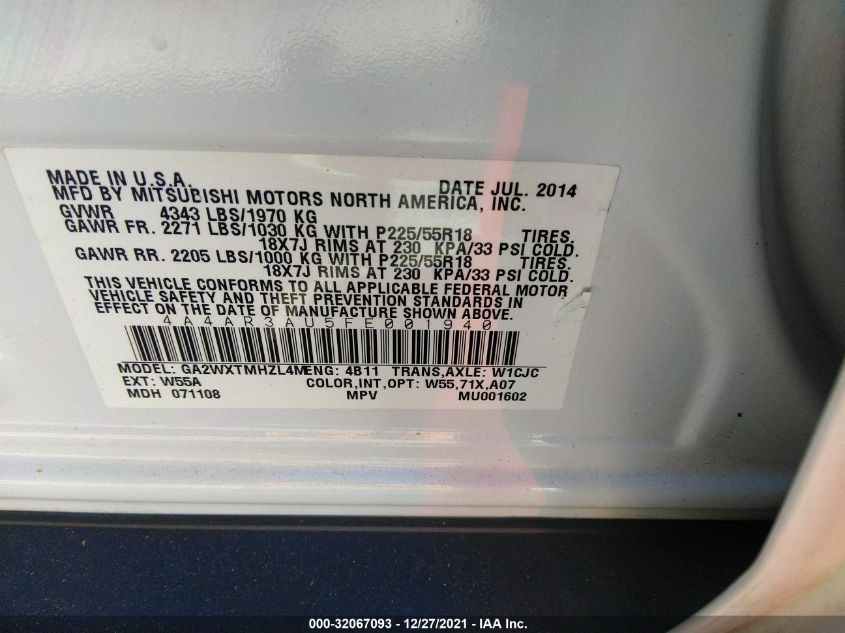 MADE IN U.S.A. DATE JUL. 2014
MFD BY MITSUBISHI MOTORS NORTH AMERICA, INC.
GVWR 4343 LBS/1970 KG
GAWR FR. 2271 LBS/1030 KG WITH P225/55R18 TIRES,
18X7J RIMS AT 230 KPA/33 PSI COLD.
GAWR RR. 2205 LBS/1000 KG WITH P225/55R18 TIRES,
18X7J RIMS AT 230 KPA/33 PSI COLD.
THIS VEHICLE CONFORMS TO ALL APPLICABLE FEDERAL MOTOR
VEHICLE SAFETY AND THEFT PREVENTION STANDARDS IN
EFFECT ON THE DATE OF MANUFACTURE SHOWN ABOVE.
4A4AR3AU5FE001940
MODEL: GA2WXTMHZL4M ENG: 4B11 TRANS,AXLE: W1CJC
EXT: W55A COLOR,INT,OPT: W55,71X,A07
MDH 071108 MPV MU001602
000-32067093 - 12/27/2021 - IAA Inc.